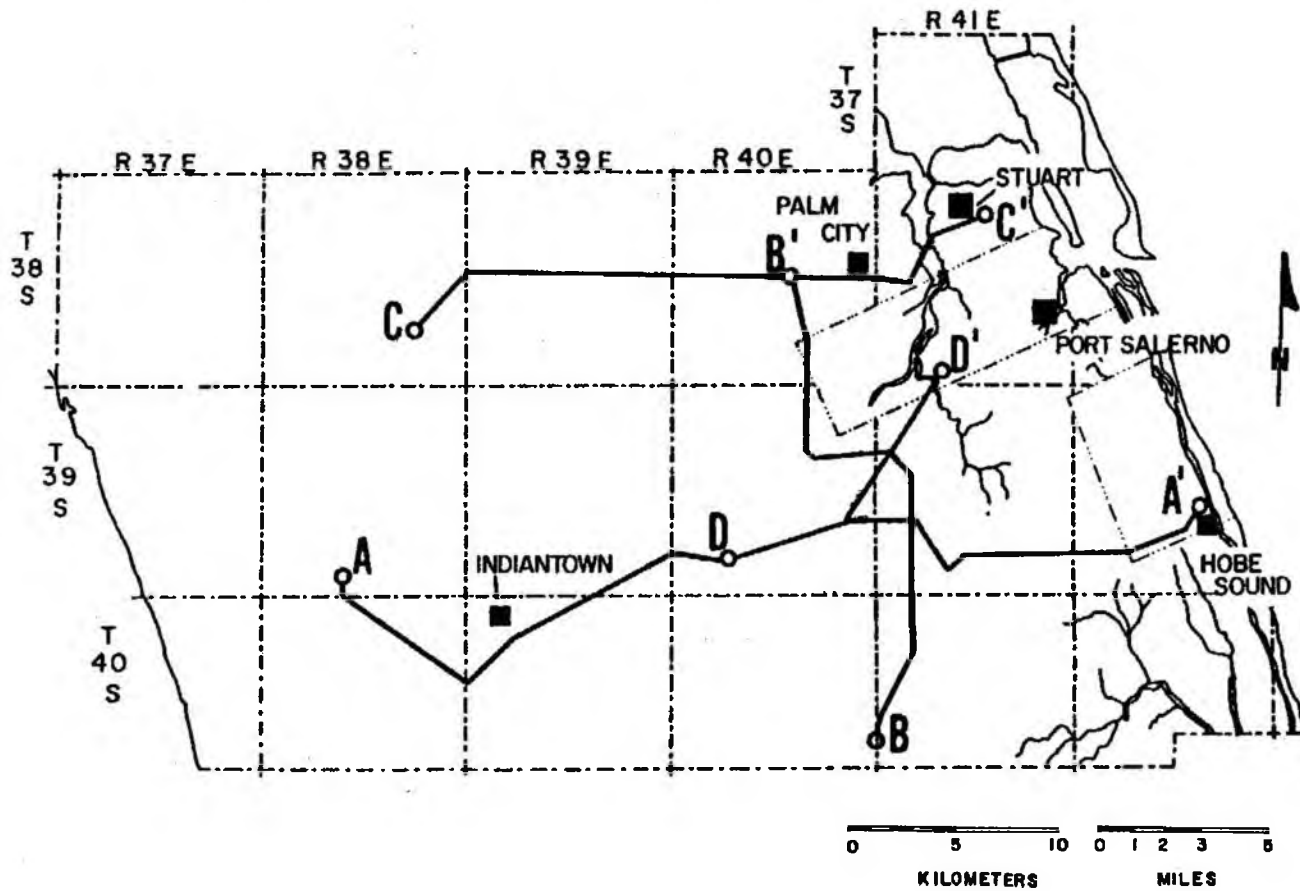 R 41 E
T
37
S
R 37 E
R 38 E
R 39 E
R 40 E
STUART
C'
PALM
CITY
B'
T
38
S
C
PORT SALERNO
D'
N
T
39
S
A'
D
A
INDIANTOWN
HOBE
SOUND
T
40
S
B
0 5 10
KILOMETERS
0 1 2 3 5
MILES